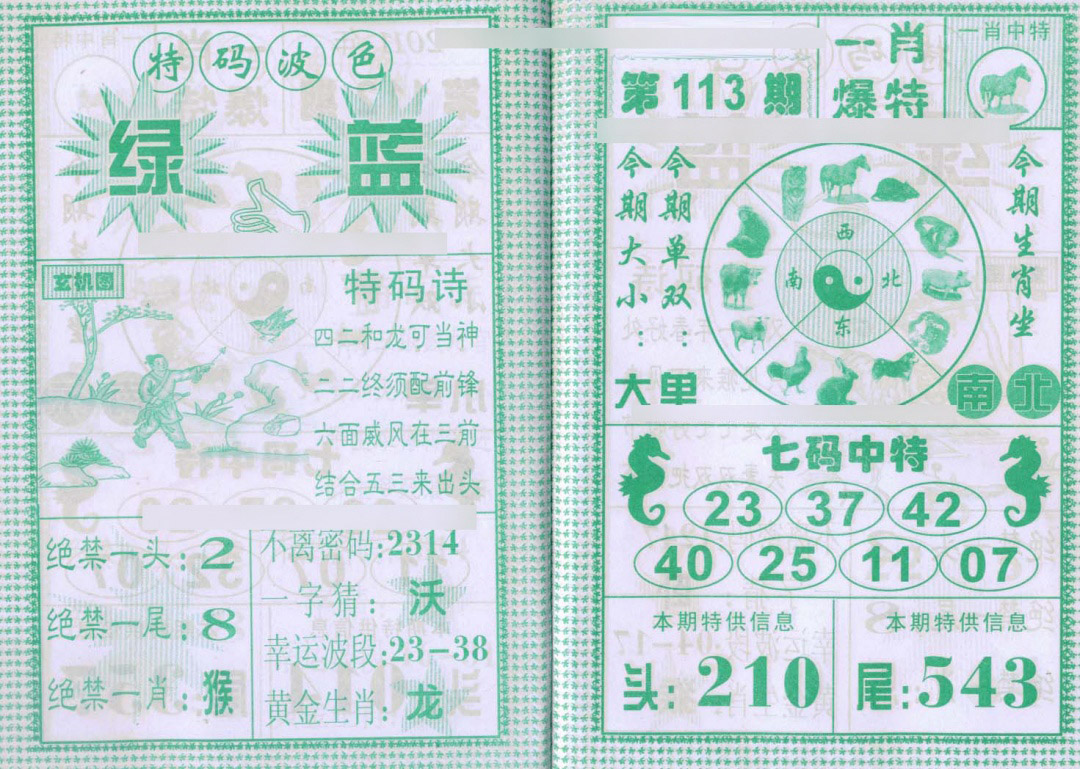 特码波色
绿 蓝
玄机图
特码诗
四二和龙可当神
二二终须配前锋
六面威风在三前
结合五三来出头
绝禁一头:2
绝禁一尾:8
绝禁一肖:猴
不离密码:2314
一字猜:沃
幸运波段:23-38
黄金生肖:龙
第113期
一肖
爆特
一肖中特
今期大小:
大
今期单双
单
西
南
北
东
今期生肖坐
南北
七码中特
23 37 42
40 25 11 07
本期特供信息
头:210
本期特供信息
尾:543